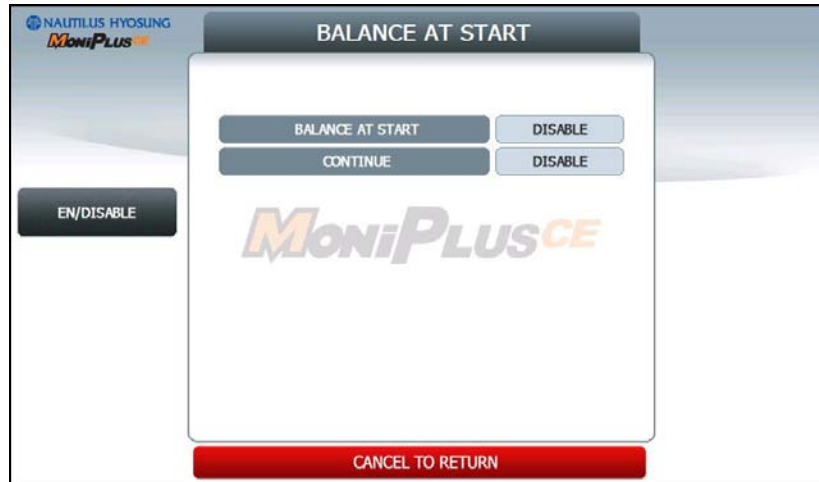 NAUTILUS HYOSUNG
MoniPlusCE
BALANCE AT START
BALANCE AT START DISABLE
CONTINUE DISABLE
EN/DISABLE
MoniPlusCE
CANCEL TO RETURN